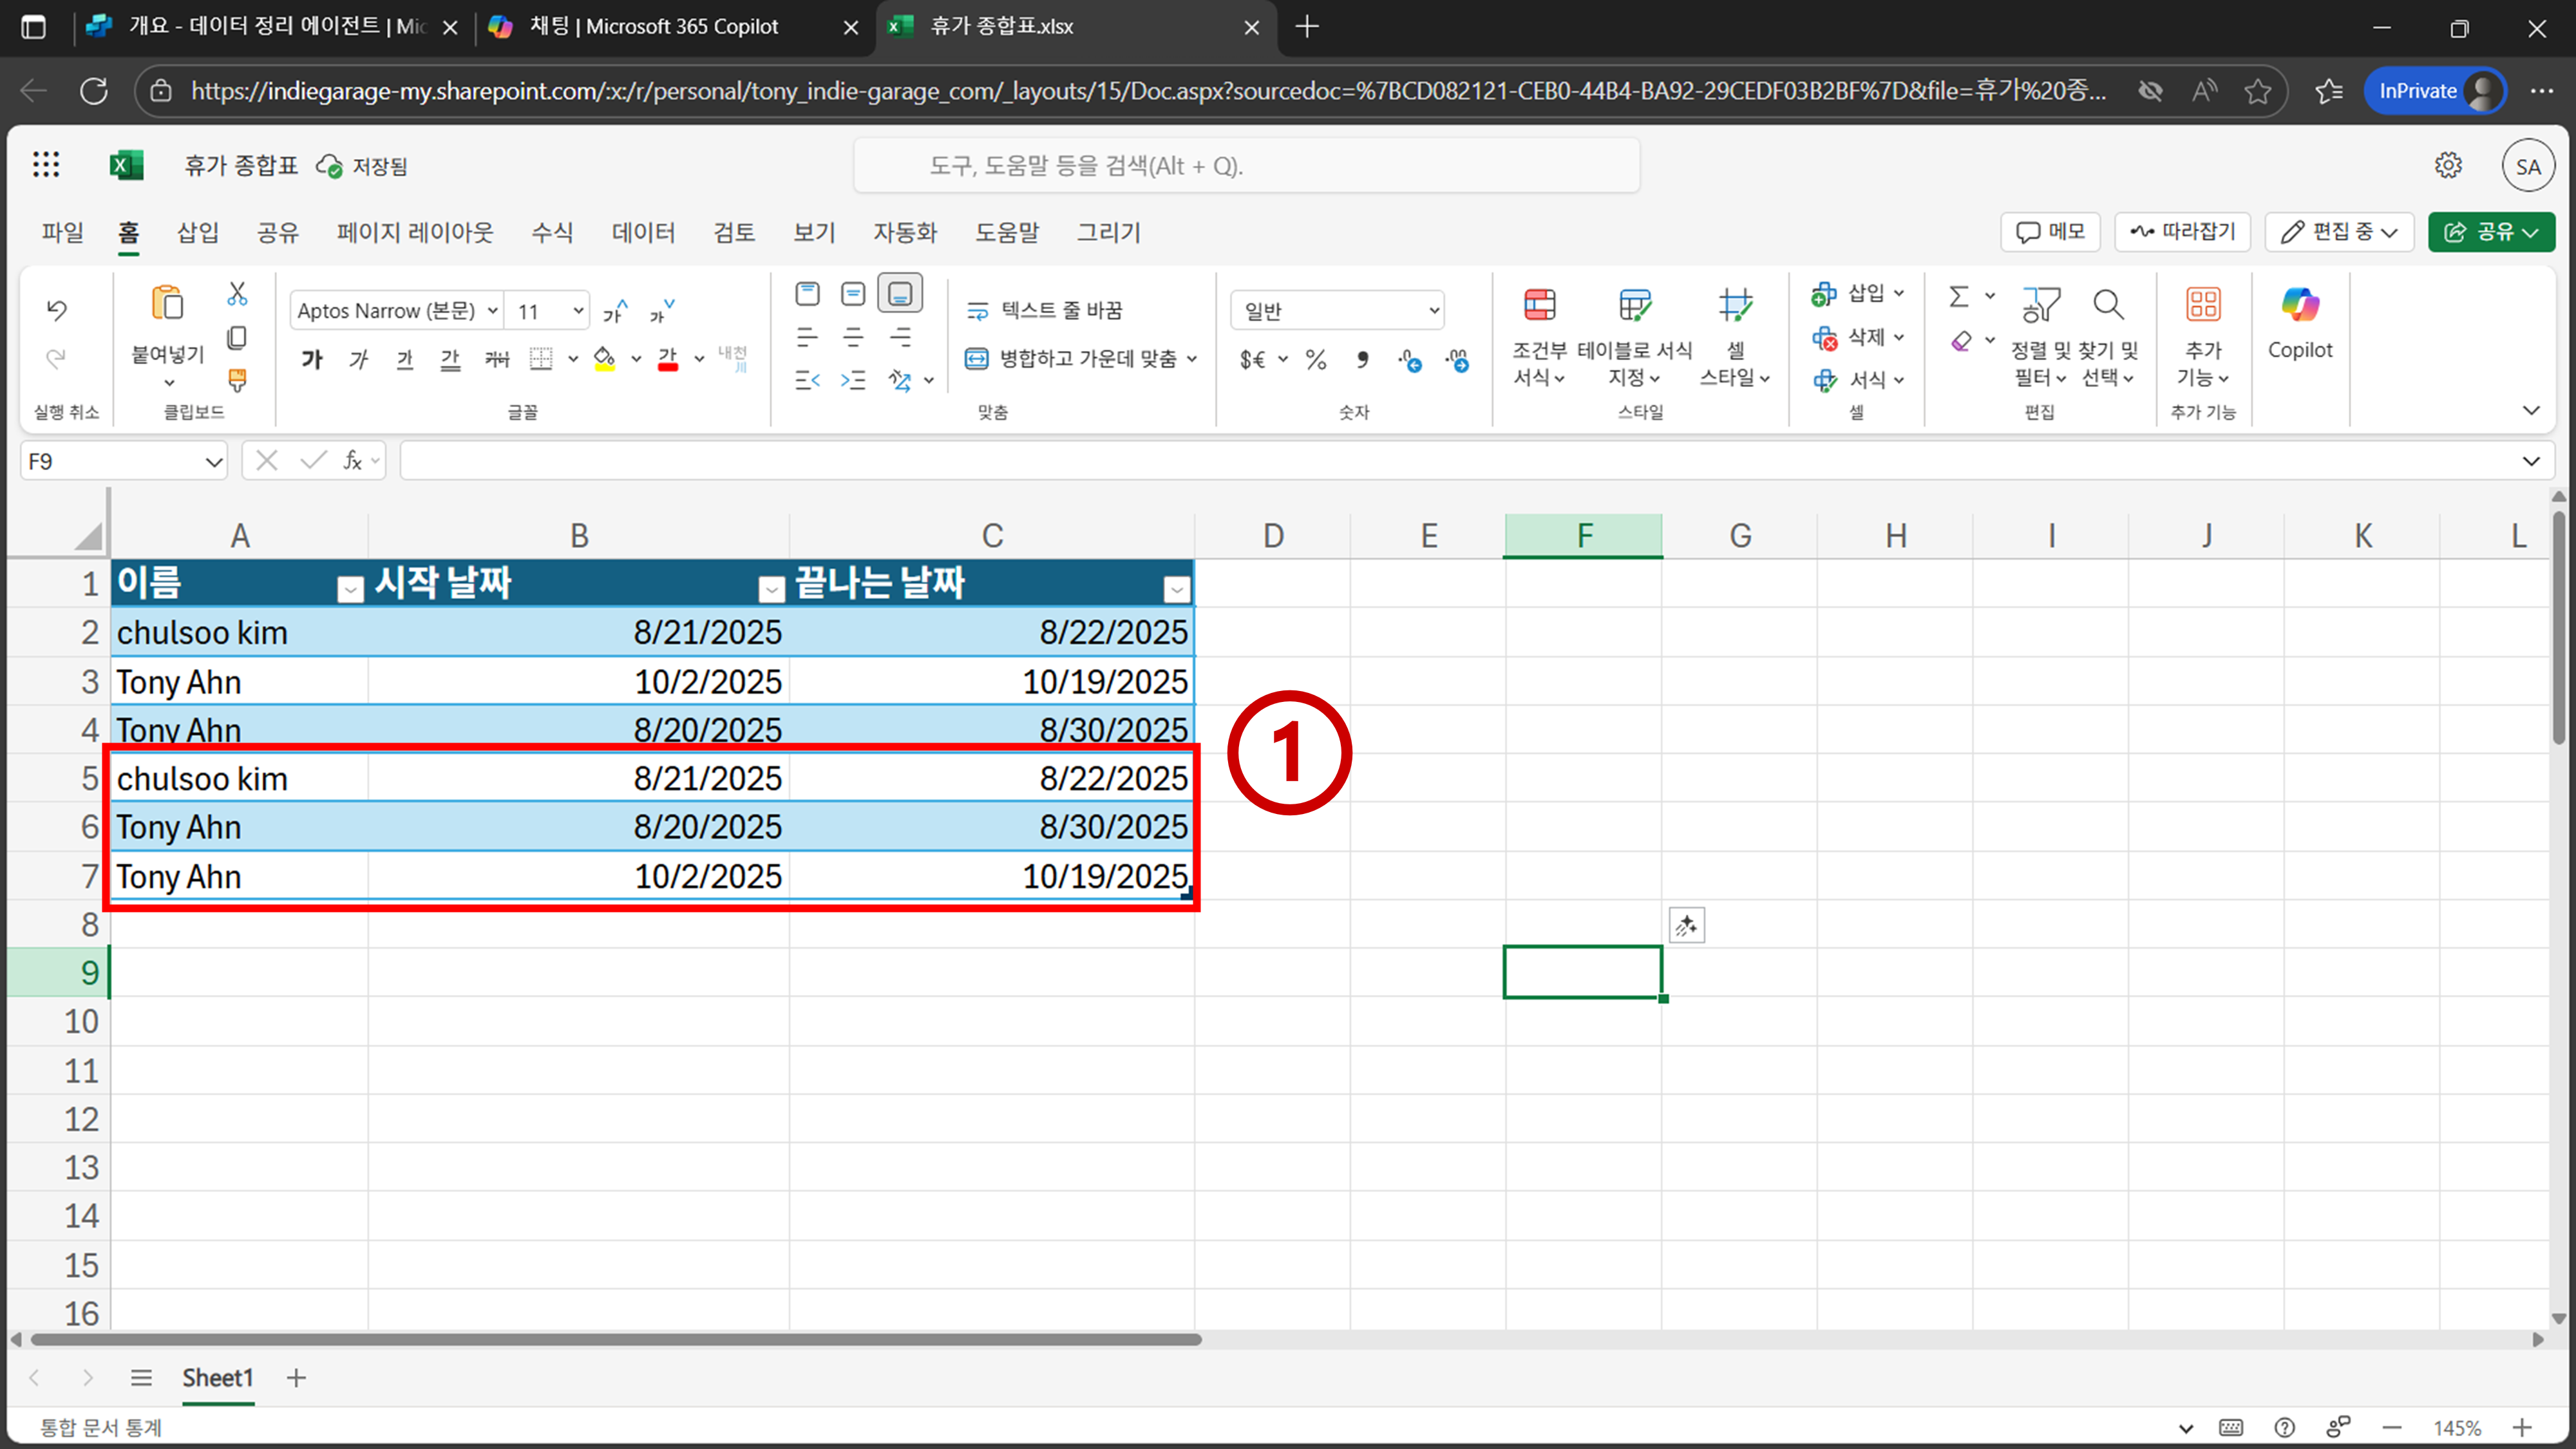 개요 - 데이터 정리 에이전트 | Mic
채팅 | Microsoft 365 Copilot
휴가 종합표.xlsx
https://indiegarage-my.sharepoint.com/:x:/r/personal/tony_indie-garage_com/_layouts/15/Doc.aspx?sourcedoc=%7BCD082121-CEB0-44B4-BA92-29CEDF03B2BF%7D&file=휴가%20종...
InPrivate
휴가 종합표 저장됨
도구, 도움말 등을 검색(Alt + Q).
SA
파일 홈 삽입 공유 페이지 레이아웃 수식 데이터 검토 보기 자동화 도움말 그리기
메모 따라잡기 편집 중 공유
붙여넣기
Aptos Narrow (본문) 11 가^ 가ˇ
가 가 가 가 가나 가 내천 川
텍스트 줄 바꿈
병합하고 가운데 맞춤
일반
$€ % 9 .0 .00
조건부 서식
테이블로 서식 지정
셀 스타일
삽입
삭제
서식
정렬 및 필터
찾기 및 선택
추가 기능
Copilot
실행 취소 클립보드 글꼴 맞춤 숫자 스타일 셀 편집 추가 기능
F9 fx
A B C D E F G H I J K L
1 이름 시작 날짜 끝나는 날짜
2 chulsoo kim 8/21/2025 8/22/2025
3 Tony Ahn 10/2/2025 10/19/2025
4 Tony Ahn 8/20/2025 8/30/2025
1
5 chulsoo kim 8/21/2025 8/22/2025
6 Tony Ahn 8/20/2025 8/30/2025
7 Tony Ahn 10/2/2025 10/19/2025
8
9
10
11
12
13
14
15
16
Sheet1
통합 문서 통계
145%